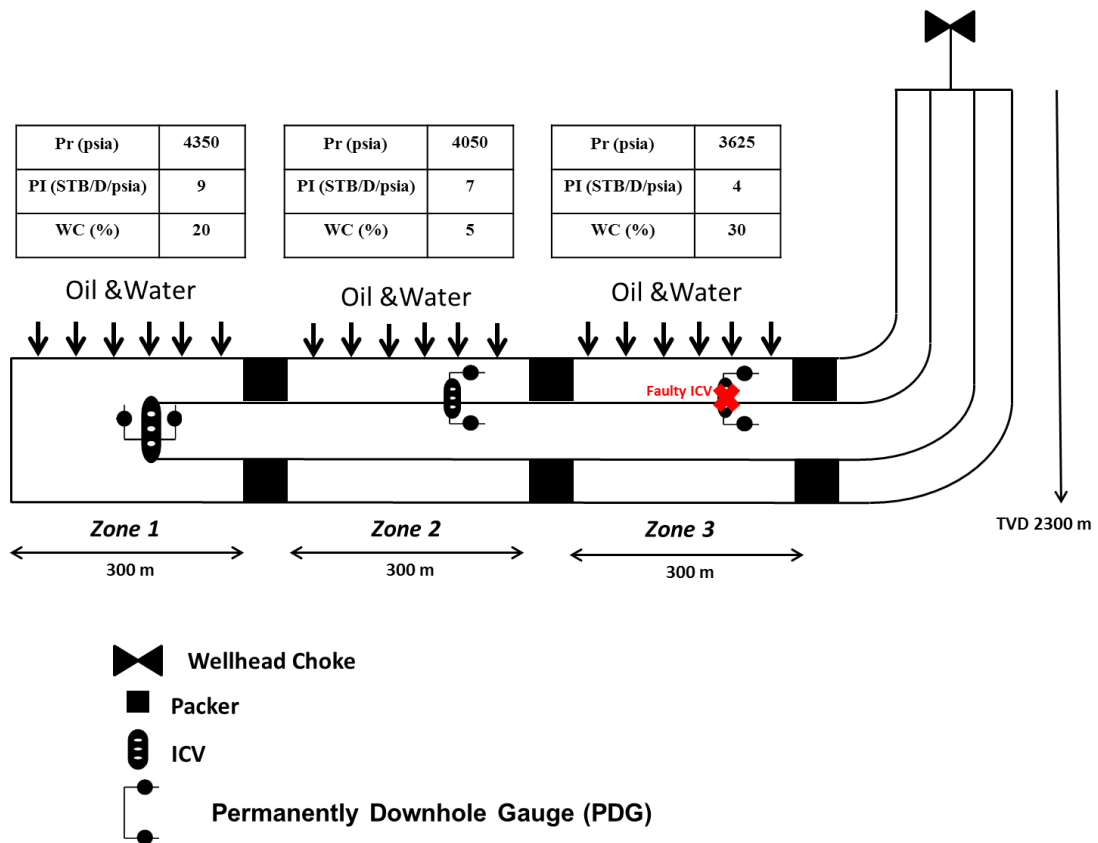 Pr (psia) 4350
PI (STB/D/psia) 9
WC (%) 20
Pr (psia) 4050
PI (STB/D/psia) 7
WC (%) 5
Pr (psia) 3625
PI (STB/D/psia) 4
WC (%) 30
Oil &Water
Oil &Water
Oil &Water
Faulty ICV
Zone 1
Zone 2
Zone 3
300 m
300 m
300 m
TVD 2300 m
Wellhead Choke
Packer
ICV
Permanently Downhole Gauge (PDG)